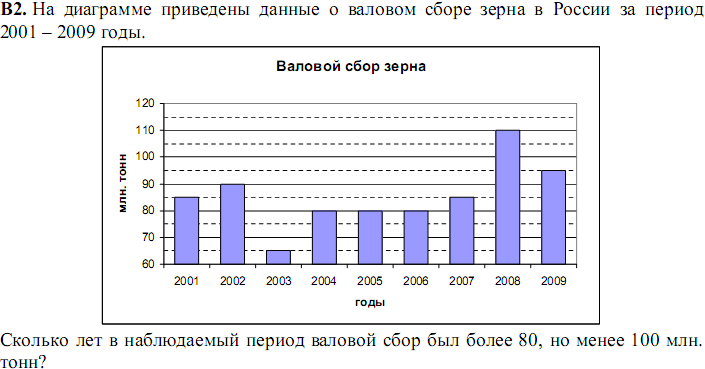 В2. На диаграмме приведены данные о валовом сборе зерна в России за период
2001 – 2009 годы.
Валовой сбор зерна
120
110
100
90
80
70
60
млн. тонн
2001 2002 2003 2004 2005 2006 2007 2008 2009
годы
Сколько лет в наблюдаемый период валовой сбор был более 80, но менее 100 млн.
тонн?